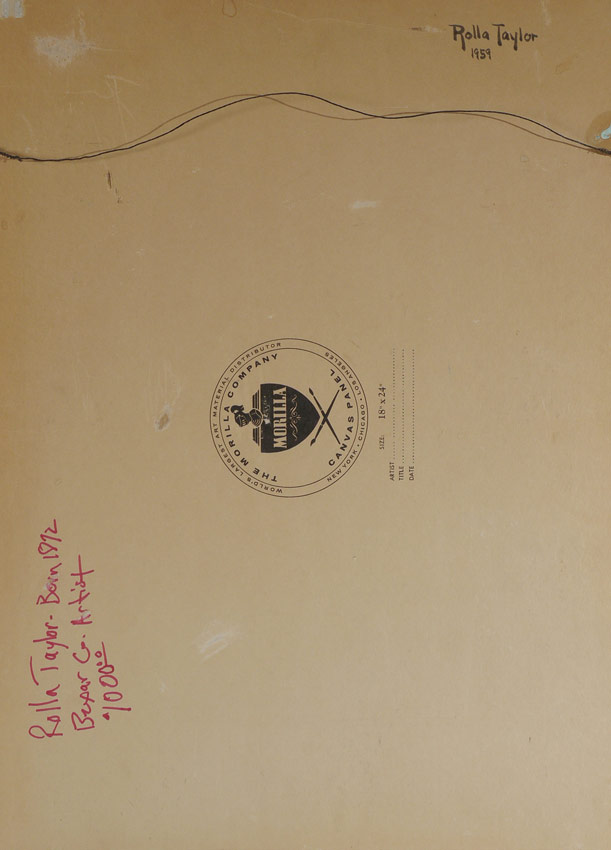 Rolla Taylor
1959
WORLD'S LARGEST ART MATERIAL DISTRIBUTOR
THE MORILLA COMPANY
MORILLA
CANVAS PANEL
NEW YORK • CHICAGO • LOS ANGELES
SIZE: 18" x 24"
ARTIST
TITLE
DATE
Rolla Taylor - Born 1892
Bexar Co. Artist
$1000.00